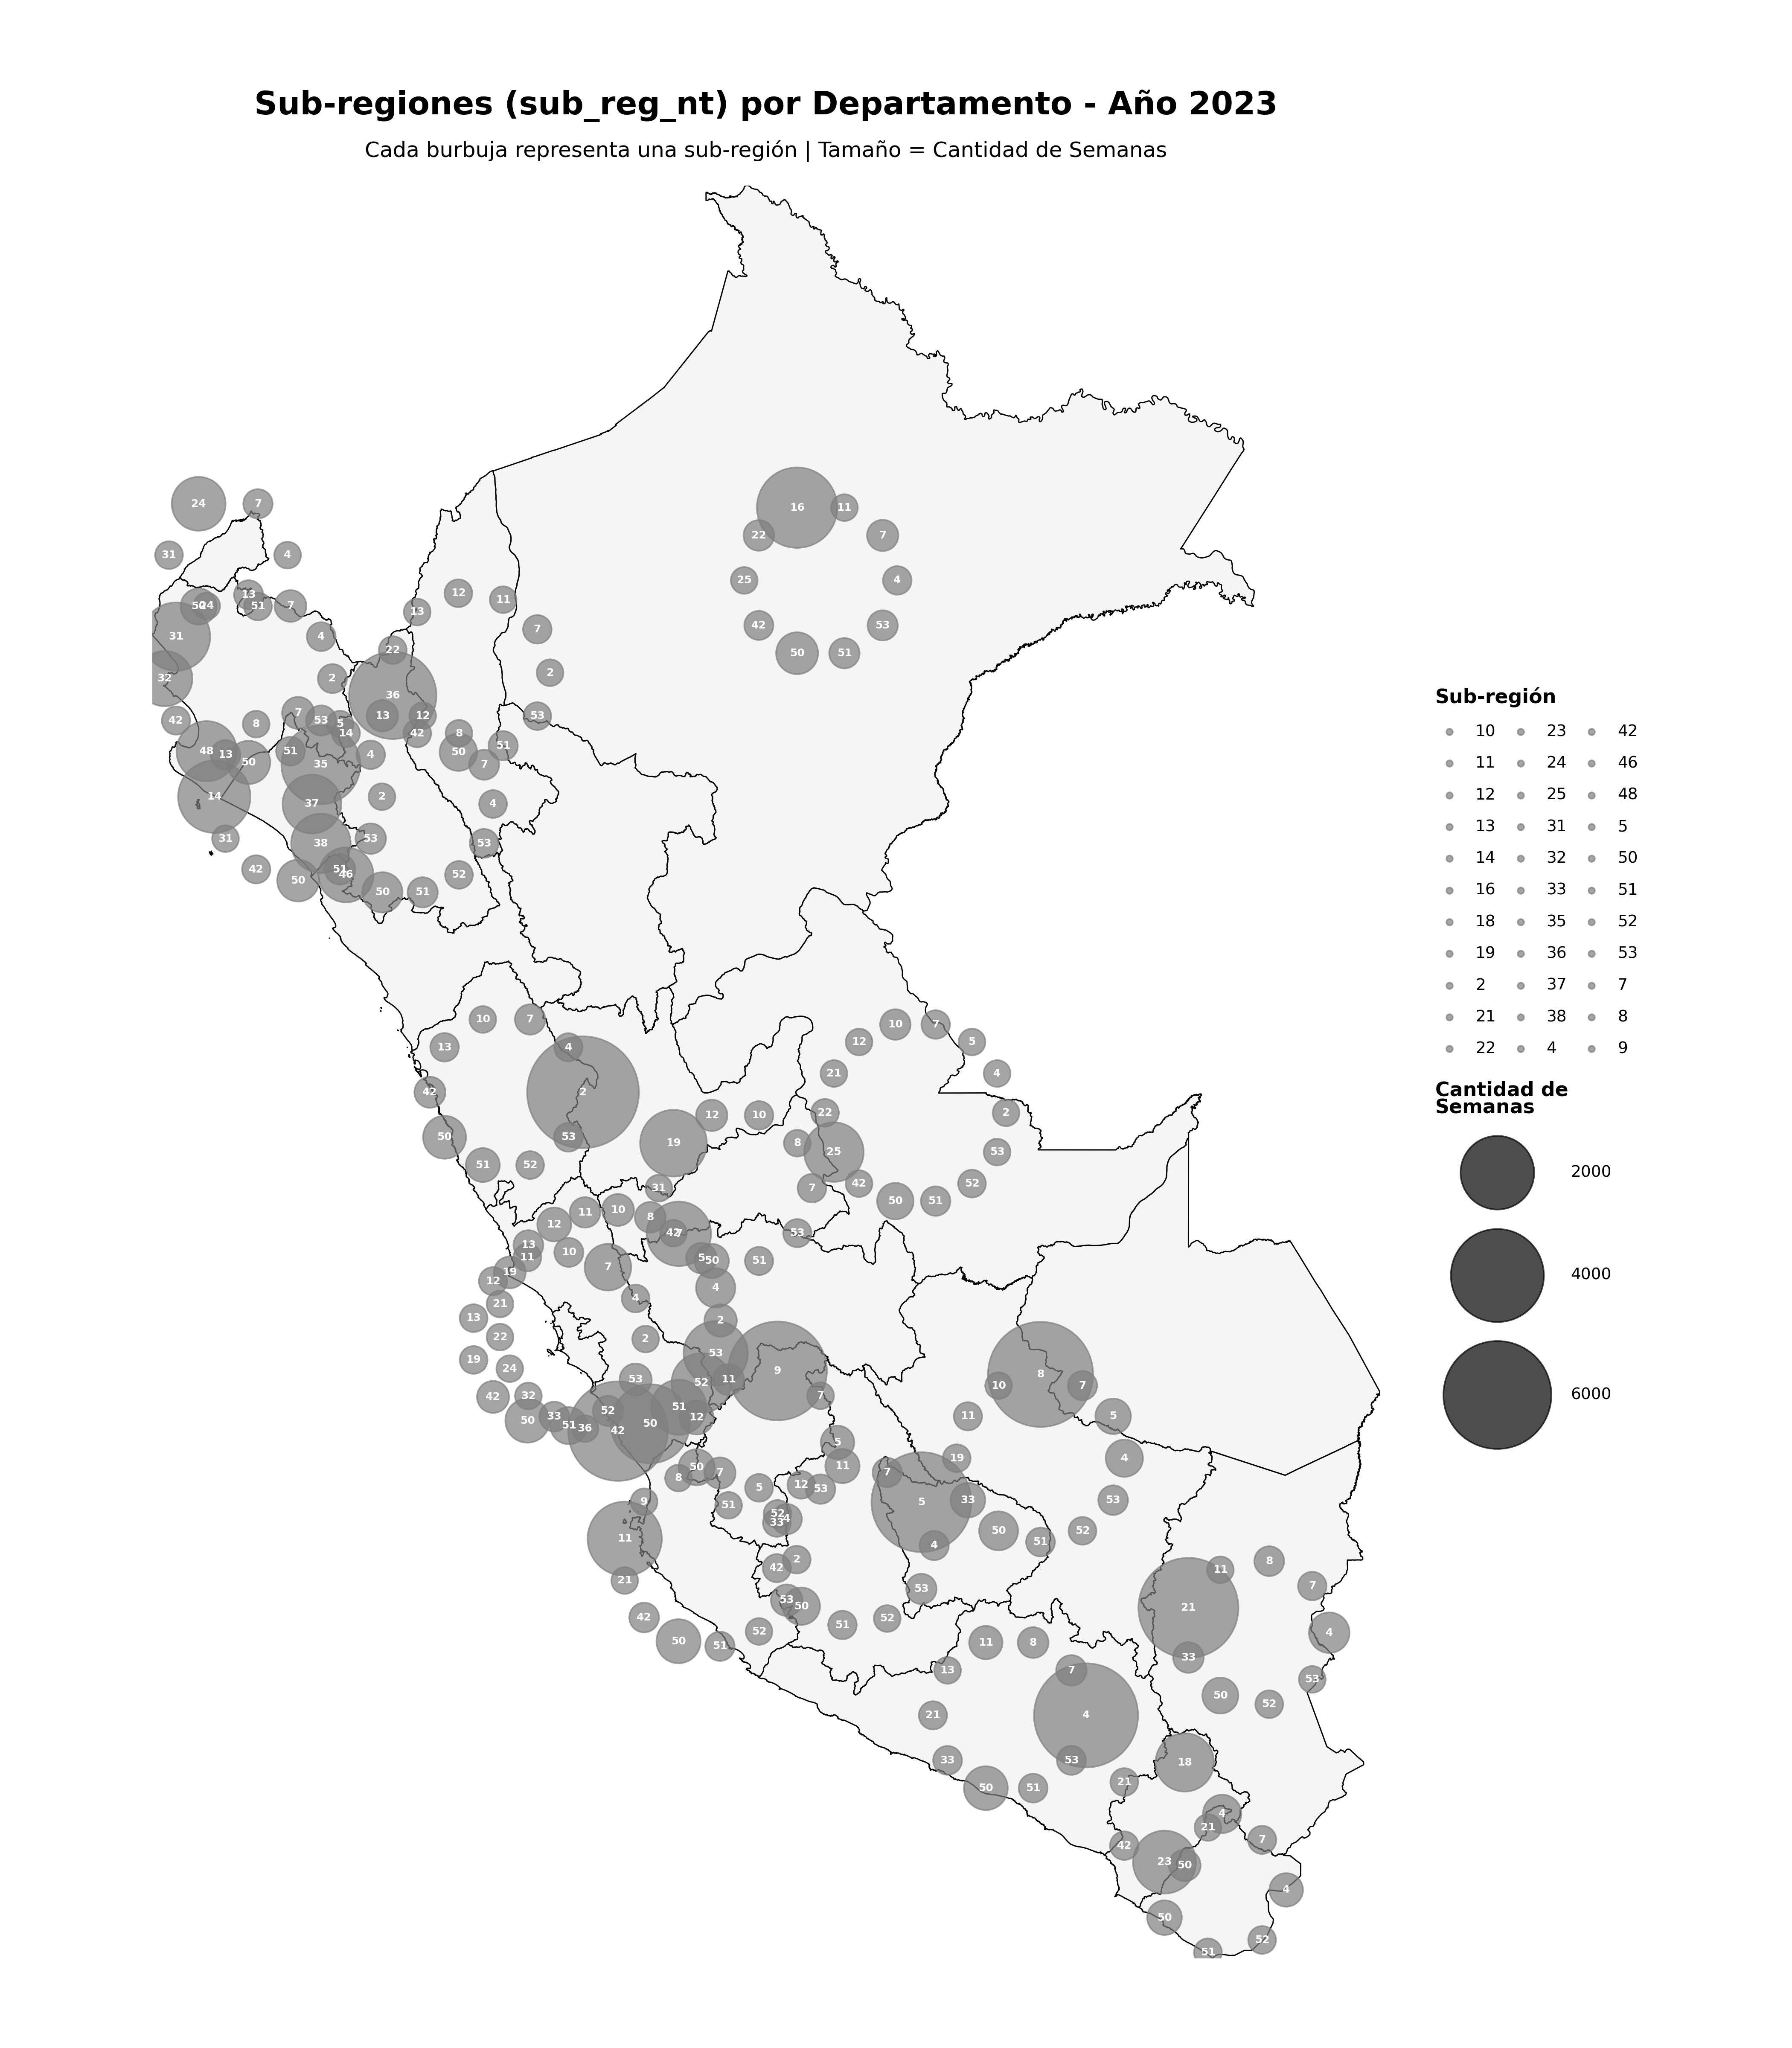 Sub-regiones (sub_reg_nt) por Departamento - Año 2023
Cada burbuja representa una sub-región | Tamaño = Cantidad de Semanas
24 7
16 11
22 7
31 4
25 4
13 12 11
24 51 7
13
42 53
7
31 4
22
50 51
32 2
2
36
42 8 7 53 5 13 12 53
14 42 8
48 13 50 51 4 50 51
35 7
14 37 2 4
31 38 53 53
42 50 51 46 50 51 52
10 7 10 7
13 4 12 5
21 4
42 2
12 10 22 2
50 53 19 8 25 53
51 52 31 7 42 52
50 51
12 11 10 8
42 7 53
13 11 10 50 51
12 19 7 4
21 4
13 22 2 2
19 24 53 9 8
53 52 11 10 7
42 32 52 51 12 7
50 33 51 36 42 50 11 5
5
50 7 11 19 4
8 5 12 53 7
9 51 52 5 33 53
33 4 50 52
11 4 51
42 2 8
21 11 7
53 50 53 21
42 51 52 4
50 51 52 11 8 33
13 7 53
50 52
21 4
33 53 18
50 51 21
4
21
42 7
23 50
4
50
52
51
Sub-región
10 23 42
11 24 46
12 25 48
13 31 5
14 32 50
16 33 51
18 35 52
19 36 53
2 37 7
21 38 8
22 4 9
Cantidad de
Semanas
2000
4000
6000